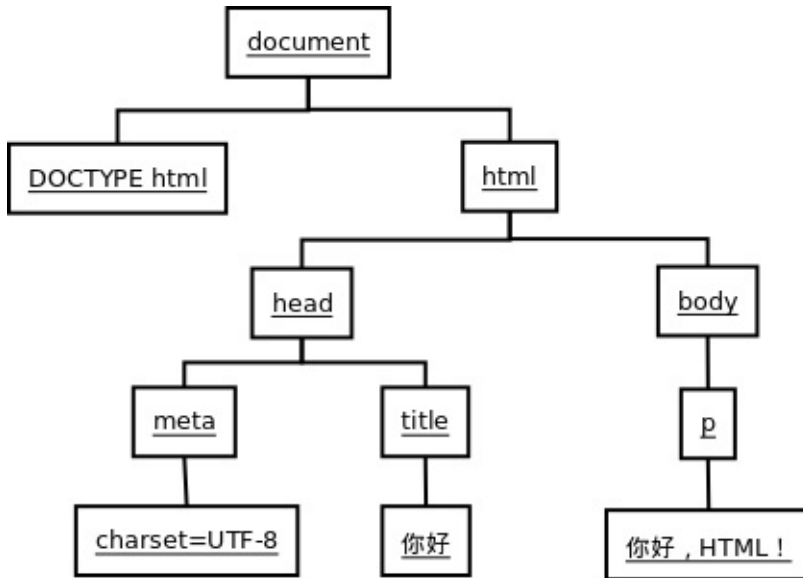 document
DOCTYPE html
html
head
body
meta
title
p
charset=UTF-8
你好
你好，HTML！